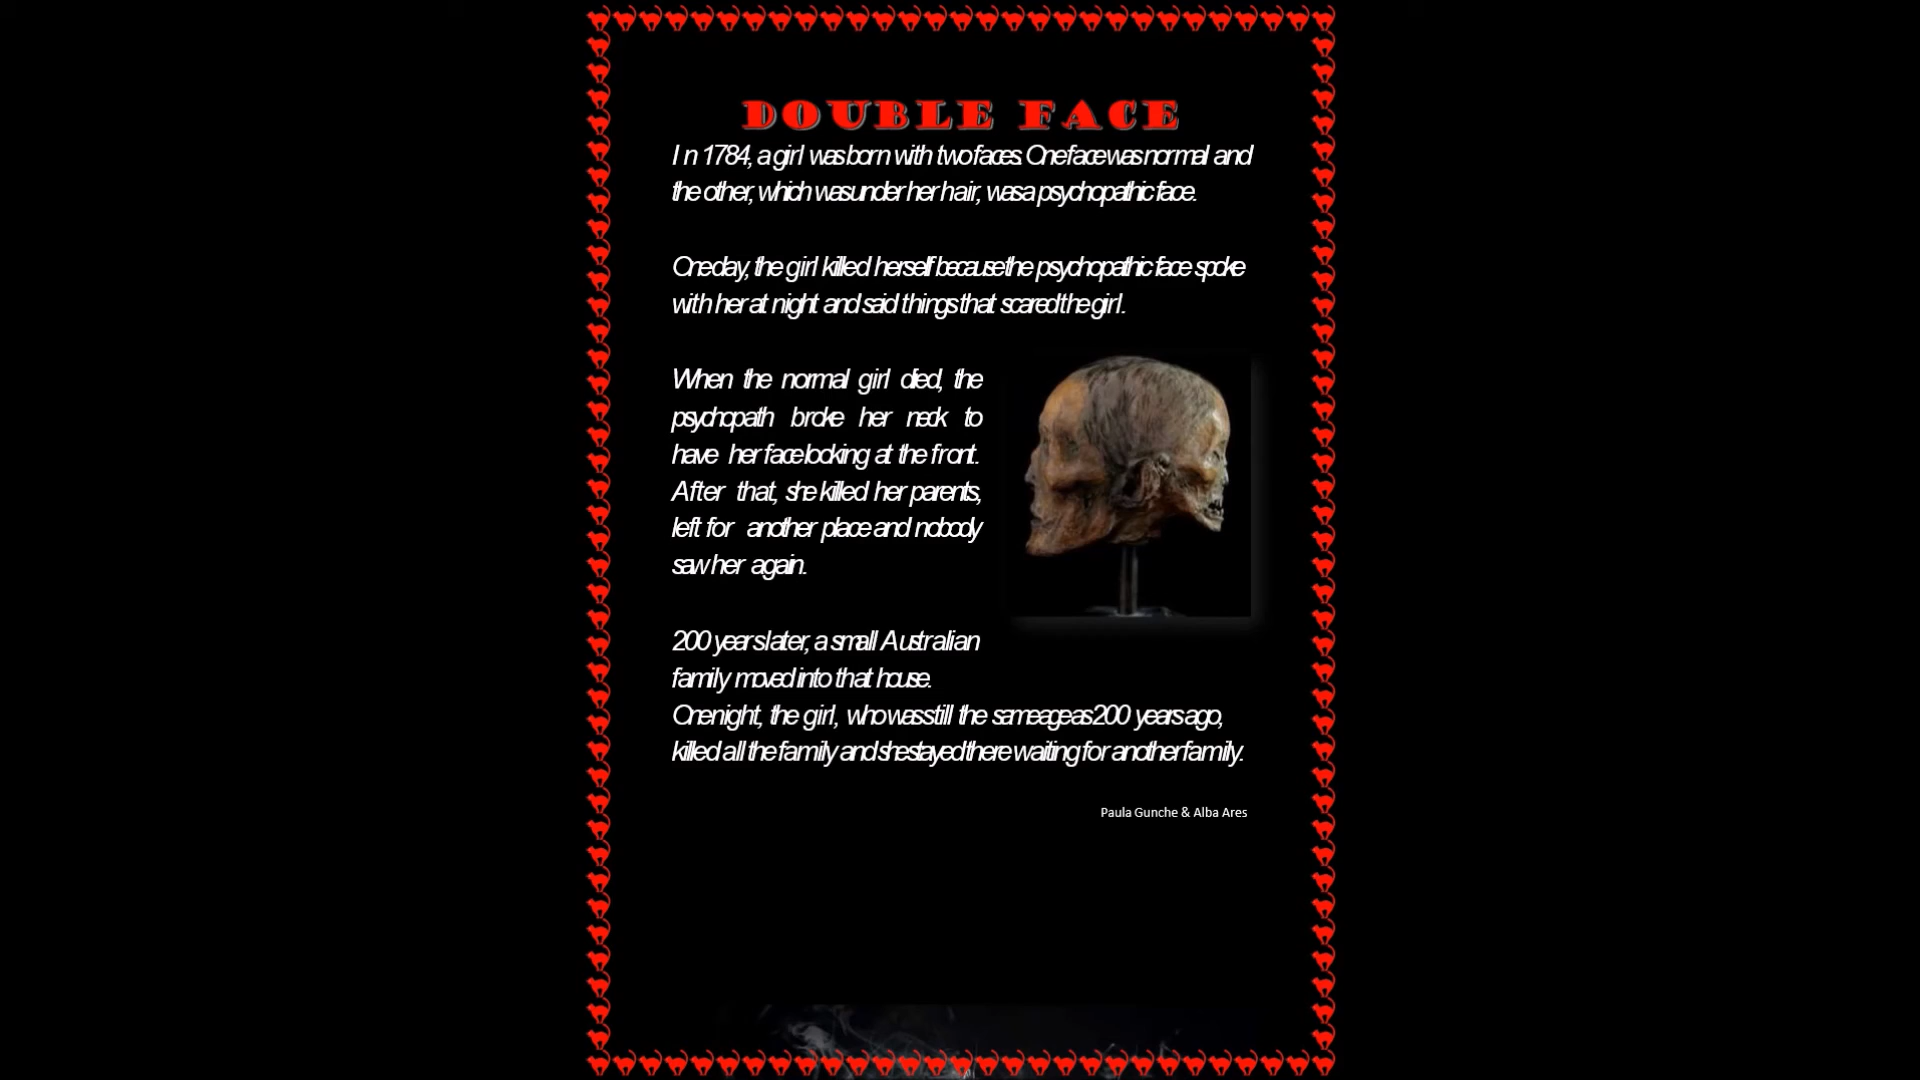 DOUBLE FACE
In 1784, a girl was born with two faces. One face was normal and
the other, which was under her hair, was a psychopathic face.
One day, the girl killed herself because the psychopathic face spoke
with her at night and said things that scared the girl.
When the normal girl died, the
psychopath broke her neck to
have her face looking at the front.
After that, she killed her parents,
left for another place and nobody
saw her again.
200 years later, a small Australian
family moved into that house.
One night, the girl, who was still the same age as 200 years ago,
killed all the family and she stayed there waiting for another family.
Paula Gunche & Alba Ares